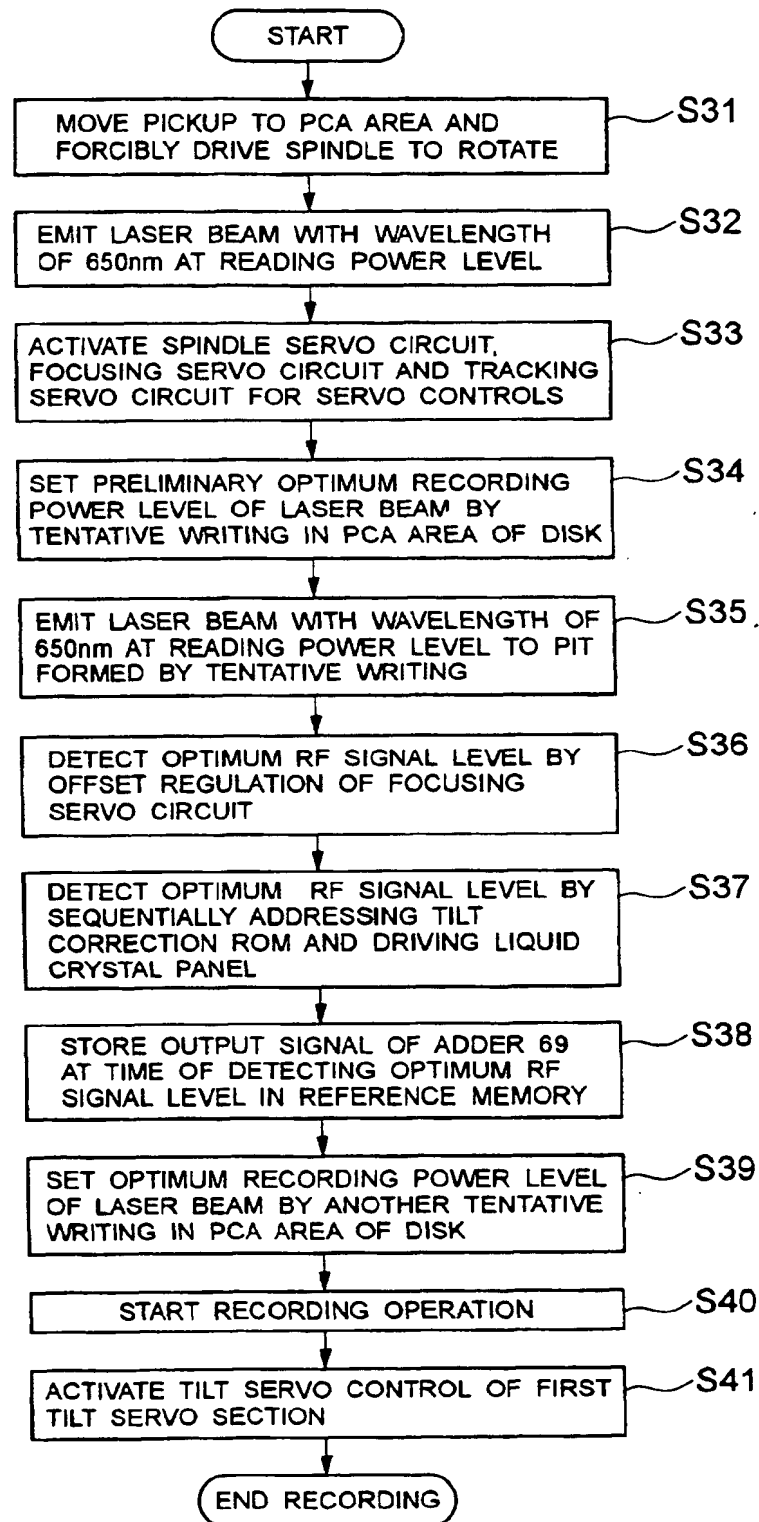 START
MOVE PICKUP TO PCA AREA AND
FORCIBLY DRIVE SPINDLE TO ROTATE
S31
EMIT LASER BEAM WITH WAVELENGTH
OF 650nm AT READING POWER LEVEL
S32
ACTIVATE SPINDLE SERVO CIRCUIT,
FOCUSING SERVO CIRCUIT AND TRACKING
SERVO CIRCUIT FOR SERVO CONTROLS
S33
SET PRELIMINARY OPTIMUM RECORDING
POWER LEVEL OF LASER BEAM BY
TENTATIVE WRITING IN PCA AREA OF DISK
S34
EMIT LASER BEAM WITH WAVELENGTH OF
650nm AT READING POWER LEVEL TO PIT
FORMED BY TENTATIVE WRITING
S35
DETECT OPTIMUM RF SIGNAL LEVEL BY
OFFSET REGULATION OF FOCUSING
SERVO CIRCUIT
S36
DETECT OPTIMUM RF SIGNAL LEVEL BY
SEQUENTIALLY ADDRESSING TILT
CORRECTION ROM AND DRIVING LIQUID
CRYSTAL PANEL
S37
STORE OUTPUT SIGNAL OF ADDER 69
AT TIME OF DETECTING OPTIMUM RF
SIGNAL LEVEL IN REFERENCE MEMORY
S38
SET OPTIMUM RECORDING POWER LEVEL
OF LASER BEAM BY ANOTHER TENTATIVE
WRITING IN PCA AREA OF DISK
S39
START RECORDING OPERATION
S40
ACTIVATE TILT SERVO CONTROL OF FIRST
TILT SERVO SECTION
S41
END RECORDING